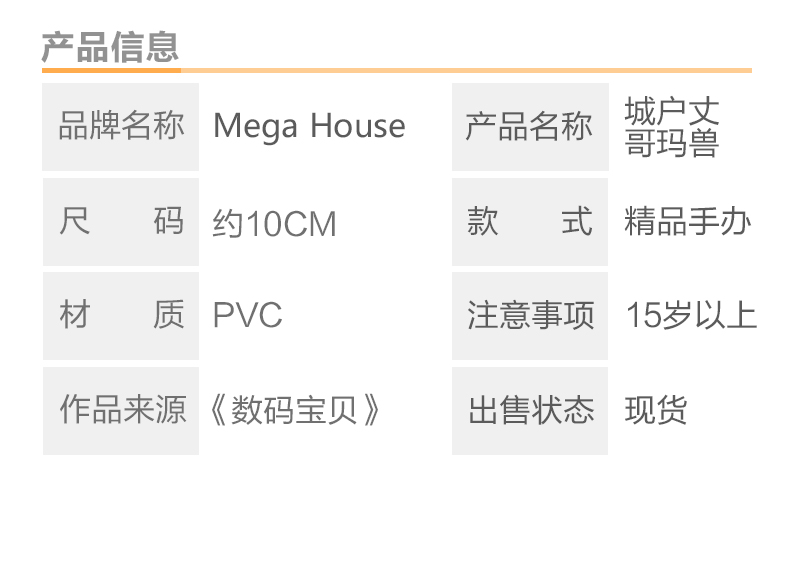 产品信息
品牌名称 Mega House 产品名称 城户丈
哥玛兽
尺 码 约10CM 款 式 精品手办
材 质 PVC 注意事项 15岁以上
作品来源 《数码宝贝》 出售状态 现货